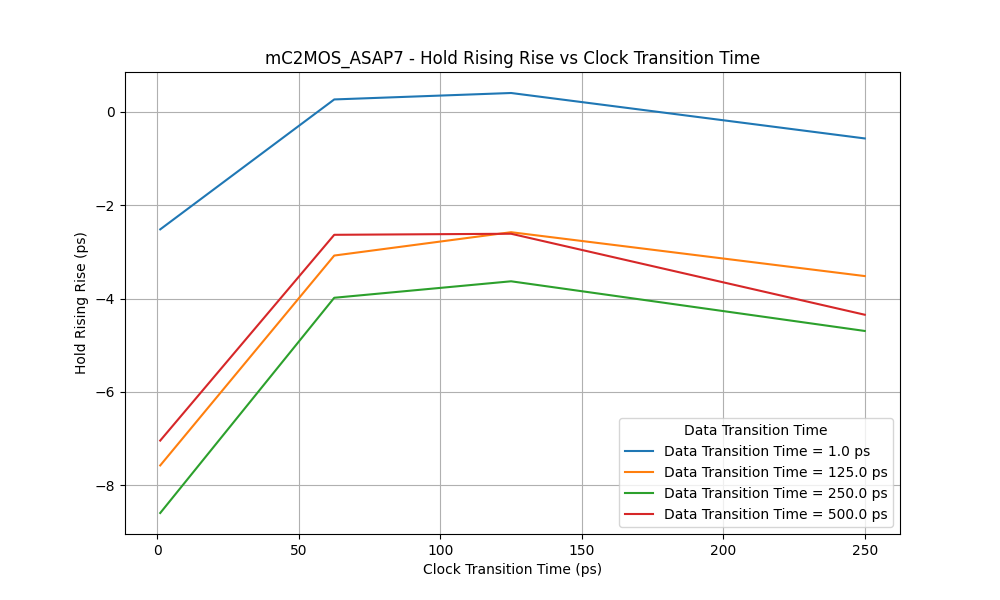 mC2MOS_ASAP7 - Hold Rising Rise vs Clock Transition Time
Hold Rising Rise (ps)
0
−2
−4
−6
−8
0
50
100
150
200
250
Clock Transition Time (ps)
Data Transition Time
Data Transition Time = 1.0 ps
Data Transition Time = 125.0 ps
Data Transition Time = 250.0 ps
Data Transition Time = 500.0 ps